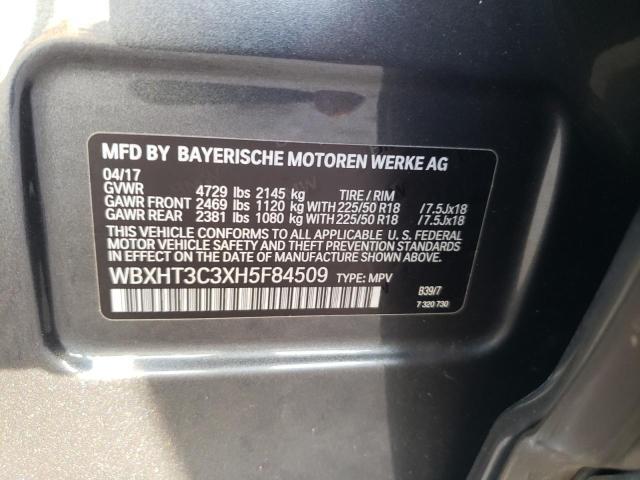 MFD BY BAYERISCHE MOTOREN WERKE AG
04/17
GVWR 4729 lbs 2145 kg TIRE / RIM
GAWR FRONT 2469 lbs 1120 kg WITH 225/50 R18 /7.5Jx18
GAWR REAR 2381 lbs 1080 kg WITH 225/50 R18 /7.5Jx18
THIS VEHICLE CONFORMS TO ALL APPLICABLE U. S. FEDERAL
MOTOR VEHICLE SAFETY AND THEFT PREVENTION STANDARDS
IN EFFECT ON THE DATE OF MANUFACTURE SHOWN ABOVE.
WBXHT3C3XH5F84509 TYPE: MPV
B39/7
7 320 730